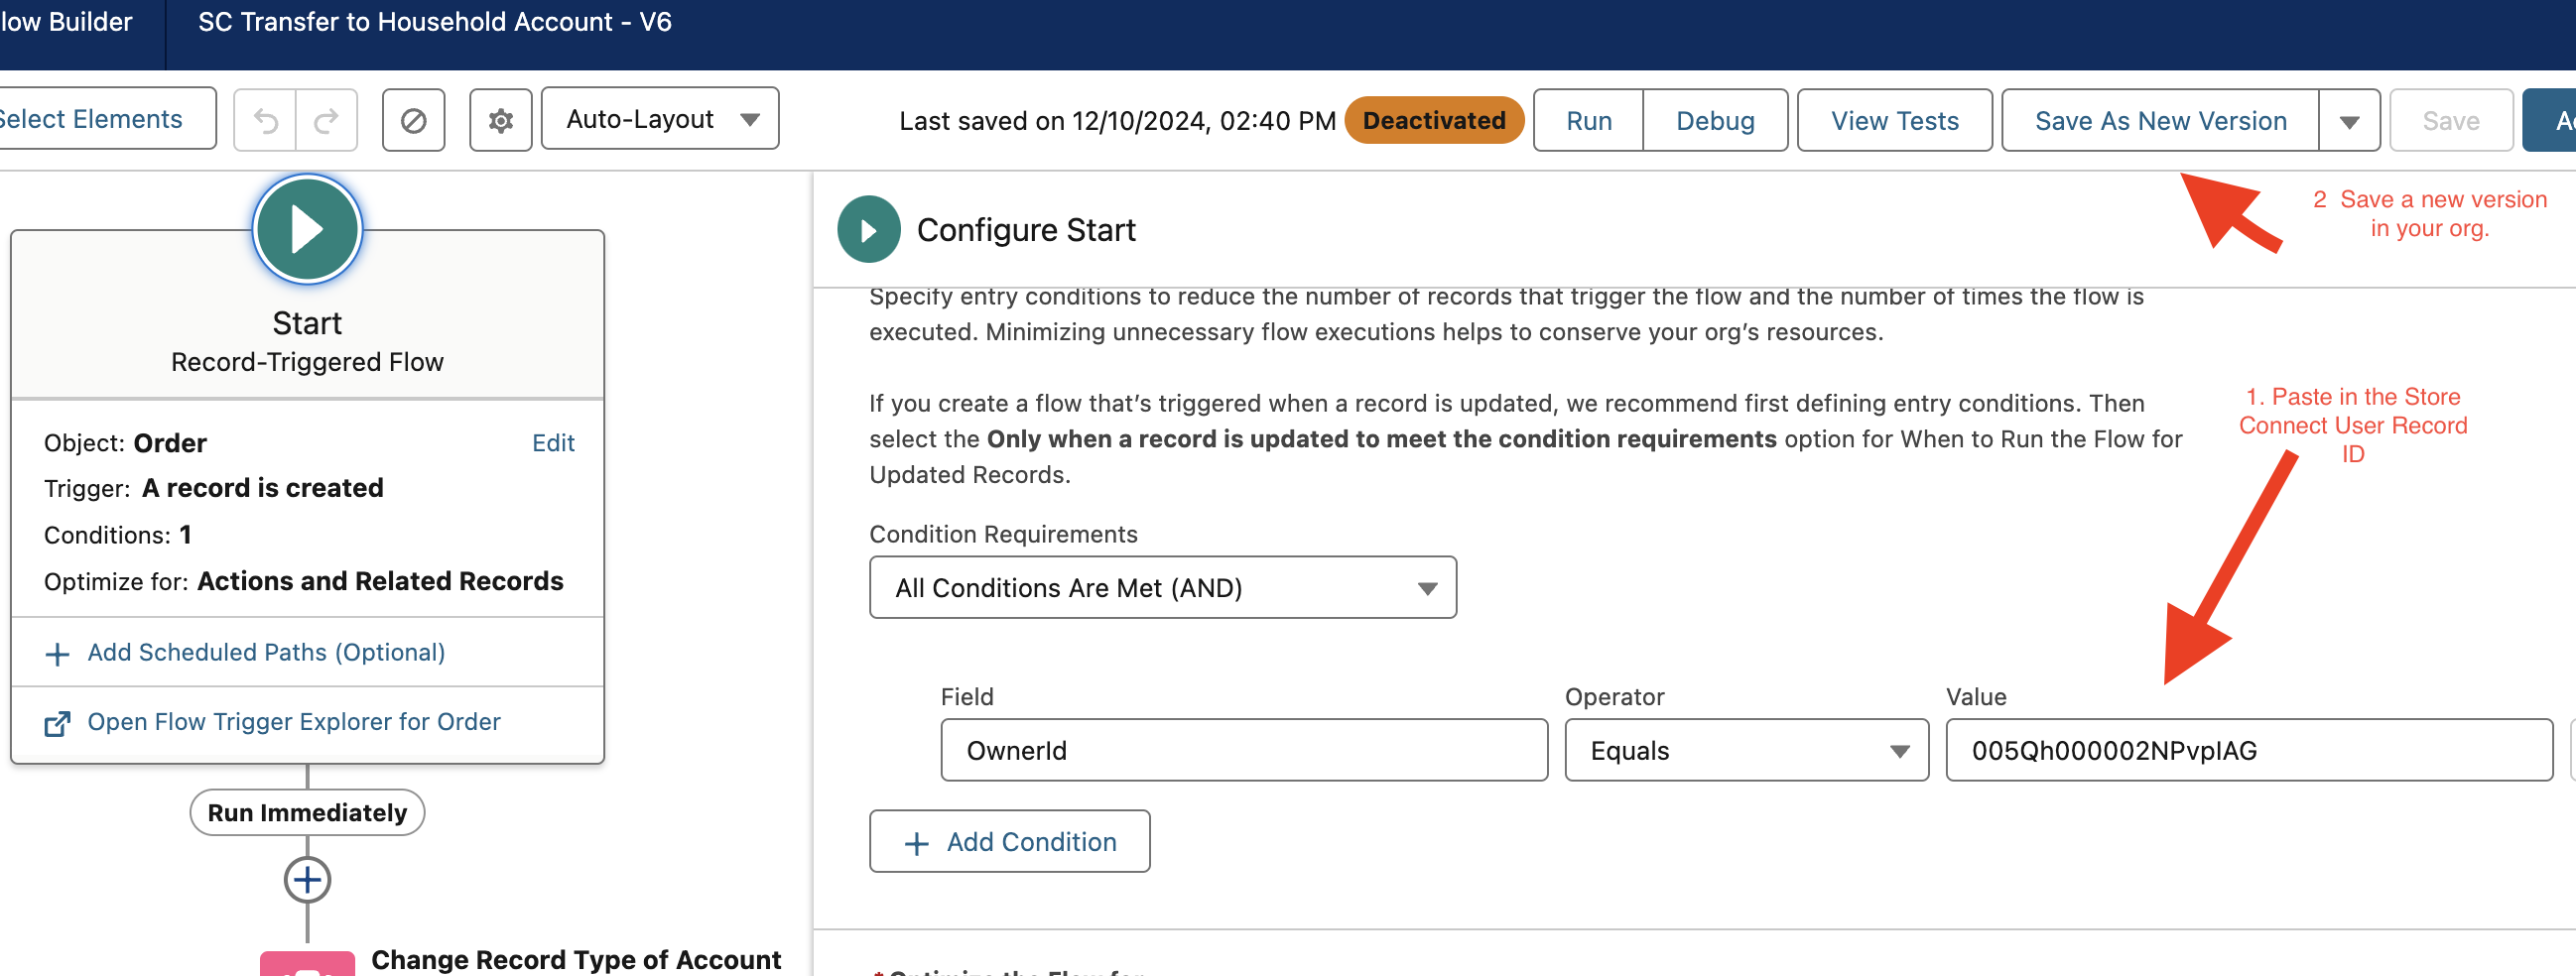 low Builder
SC Transfer to Household Account - V6
Select Elements
Auto-Layout
Last saved on 12/10/2024, 02:40 PM
Deactivated
Run
Debug
View Tests
Save As New Version
Save
2 Save a new version
in your org.
Configure Start
Specify entry conditions to reduce the number of records that trigger the flow and the number of times the flow is
executed. Minimizing unnecessary flow executions helps to conserve your org's resources.
If you create a flow that's triggered when a record is updated, we recommend first defining entry conditions. Then
select the Only when a record is updated to meet the condition requirements option for When to Run the Flow for
Updated Records.
1. Paste in the Store
Connect User Record
ID
Condition Requirements
All Conditions Are Met (AND)
Field
Operator
Value
OwnerId
Equals
005Qh000002NPvpIAG
+ Add Condition
Start
Record-Triggered Flow
Object: Order
Edit
Trigger: A record is created
Conditions: 1
Optimize for: Actions and Related Records
+ Add Scheduled Paths (Optional)
Open Flow Trigger Explorer for Order
Run Immediately
Change Record Type of Account
* Optimize the Flow for